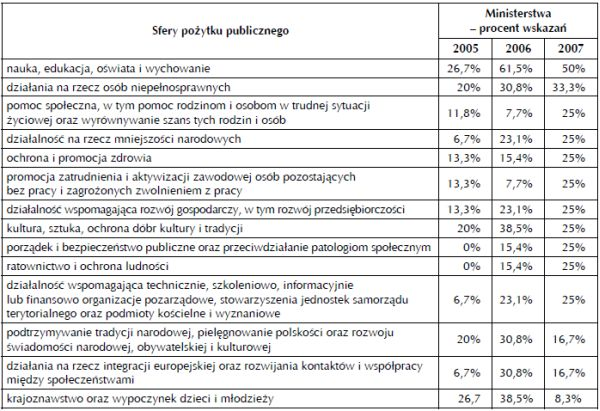 Sfery pożytku publicznego
Ministerstwa
– procent wskazań
2005 2006 2007
nauka, edukacja, oświata i wychowanie 26,7% 61,5% 50%
działania na rzecz osób niepełnosprawnych 20% 30,8% 33,3%
pomoc społeczna, w tym pomoc rodzinom i osobom w trudnej sytuacji
życiowej oraz wyrównywanie szans tych rodzin i osób 11,8% 7,7% 25%
działalność na rzecz mniejszości narodowych 6,7% 23,1% 25%
ochrona i promocja zdrowia 13,3% 15,4% 25%
promocja zatrudnienia i aktywizacji zawodowej osób pozostających
bez pracy i zagrożonych zwolnieniem z pracy 13,3% 7,7% 25%
działalność wspomagająca rozwój gospodarczy, w tym rozwój przedsiębiorczości 13,3% 23,1% 25%
kultura, sztuka, ochrona dóbr kultury i tradycji 20% 38,5% 25%
porządek i bezpieczeństwo publiczne oraz przeciwdziałanie patologiom społecznym 0% 15,4% 25%
ratownictwo i ochrona ludności 0% 15,4% 25%
działalność wspomagająca technicznie, szkoleniowo, informacyjnie
lub finansowo organizacje pozarządowe, stowarzyszenia jednostek samorządu
terytorialnego oraz podmioty kościelne i wyznaniowe 6,7% 23,1% 25%
podtrzymywanie tradycji narodowej, pielęgnowanie polskości oraz rozwoju
świadomości narodowej, obywatelskiej i kulturowej 20% 30,8% 16,7%
działania na rzecz integracji europejskiej oraz rozwijania kontaktów i współpracy
między społeczeństwami 6,7% 30,8% 16,7%
krajoznawstwo oraz wypoczynek dzieci i młodzieży 26,7 38,5% 8,3%